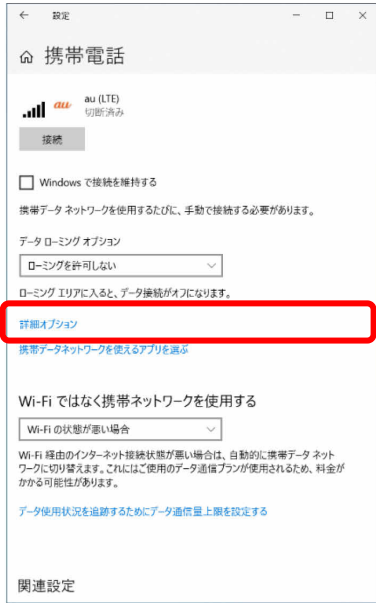 設定
携帯電話
au
au (LTE)
切断済み
接続
Windows で接続を維持する
携帯データ ネットワークを使用するたびに、手動で接続する必要があります。
データ ローミング オプション
ローミングを許可しない
ローミング エリアに入ると、データ接続がオフになります。
詳細オプション
携帯データネットワークを使えるアプリを選ぶ
Wi-Fi ではなく携帯ネットワークを使用する
Wi-Fi の状態が悪い場合
Wi-Fi 経由のインターネット接続状態が悪い場合は、自動的に携帯データ ネット
ワークに切り替えます。これにはご使用のデータ通信プランが使用されるため、料金が
かかる可能性があります。
データ使用状況を追跡するためにデータ通信量上限を設定する
関連設定